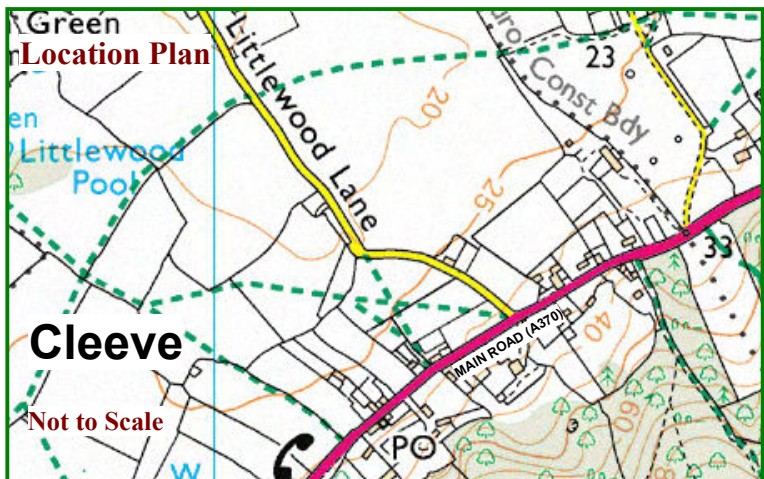 Green
Location Plan
23
uro Const Bdy
Littlewood Lane
20
en
Littlewood
Pool
25
33
Cleeve
MAIN ROAD (A370)
40
Not to Scale
60
PO
W